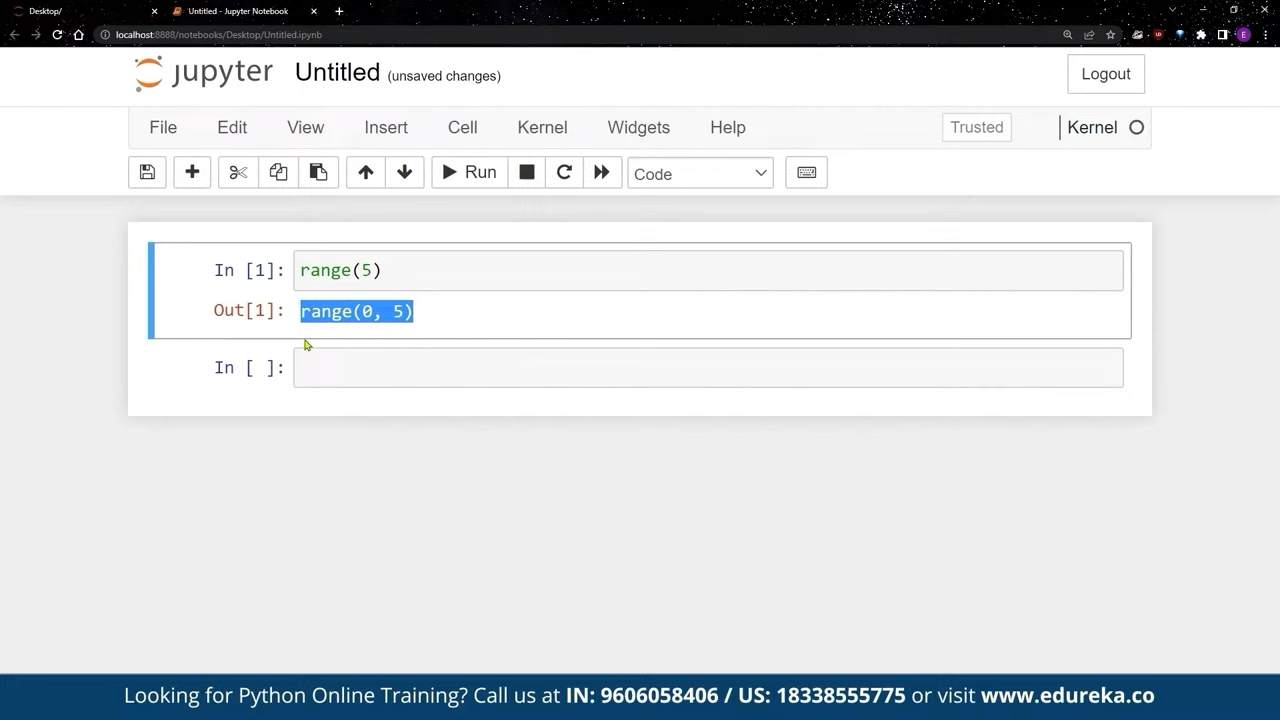 Desktop/
Untitled - Jupyter Notebook
localhost:8888/notebooks/Desktop/Untitled.ipynb
E
jupyter Untitled (unsaved changes)
Logout
File Edit View Insert Cell Kernel Widgets Help
Trusted
Kernel
Run
Code
In [1]: range(5)
Out[1]: range(0, 5)
In [ ]:
Looking for Python Online Training? Call us at IN: 9606058406 / US: 18338555775 or visit www.edureka.co